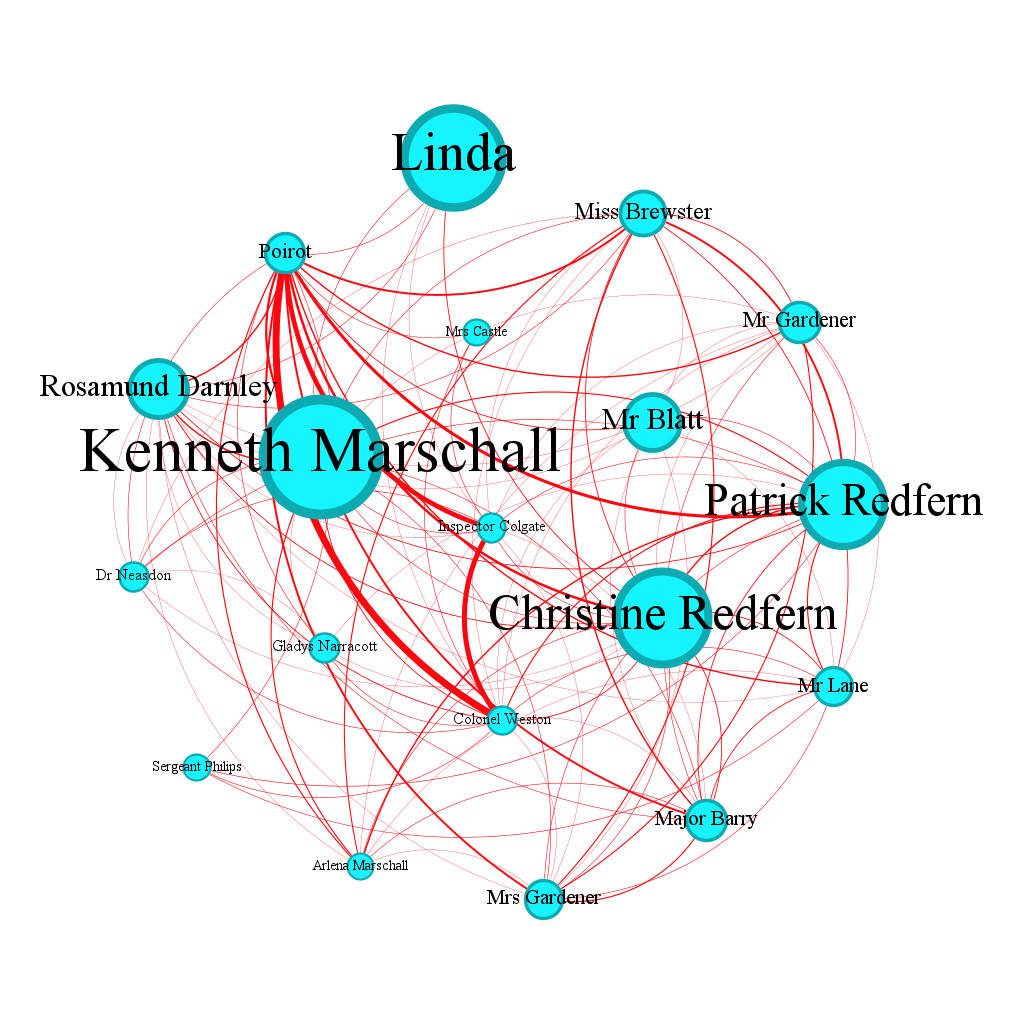 Linda
Miss Brewster
Poirot
Mr Gardener
Mrs Castle
Rosamund Darnley
Mr Blatt
Kenneth Marschall
Patrick Redfern
Inspector Colgate
Dr Neasdon
Christine Redfern
Gladys Narracott
Mr Lane
Colonel Weston
Sergeant Philips
Major Barry
Arlena Marschall
Mrs Gardener